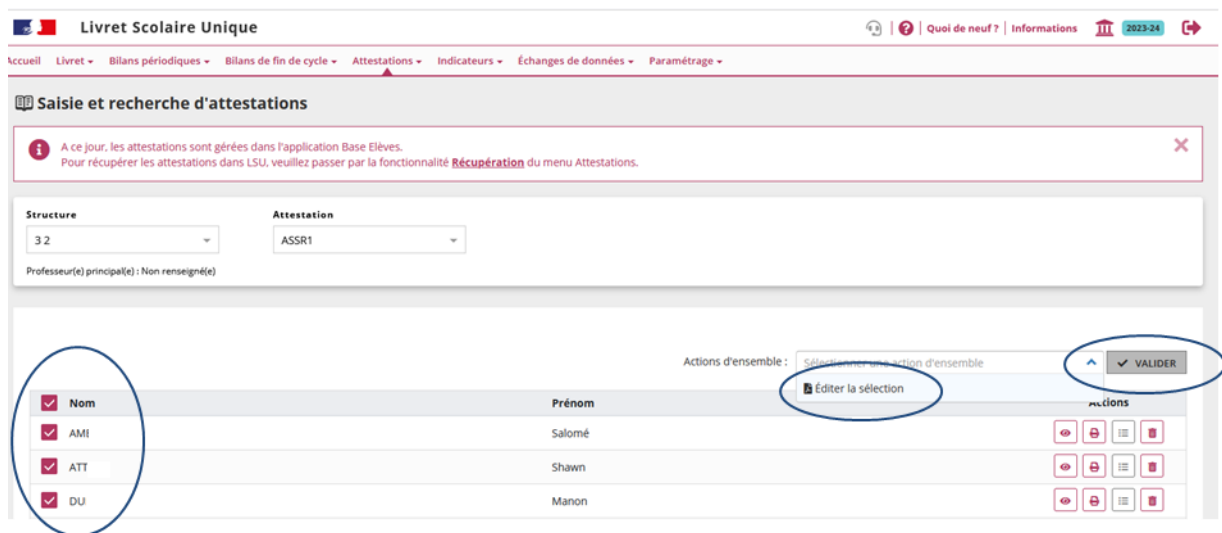 Livret Scolaire Unique
Quoi de neuf ? | Informations 2023-24
Accueil Livret Bilans périodiques Bilans de fin de cycle Attestations Indicateurs Échanges de données Paramétrage
Saisie et recherche d'attestations
A ce jour, les attestations sont gérées dans l'application Base Elèves.
Pour récupérer les attestations dans LSU, veuillez passer par la fonctionnalité Récupération du menu Attestations.
Structure Attestation
3 2 ASSR1
Professeur(e) principal(e) : Non renseigné(e)
Actions d'ensemble : Sélectionner une action d'ensemble VALIDER
Éditer la sélection
Nom Prénom Actions
AMI Salomé
ATT Shawn
DU Manon